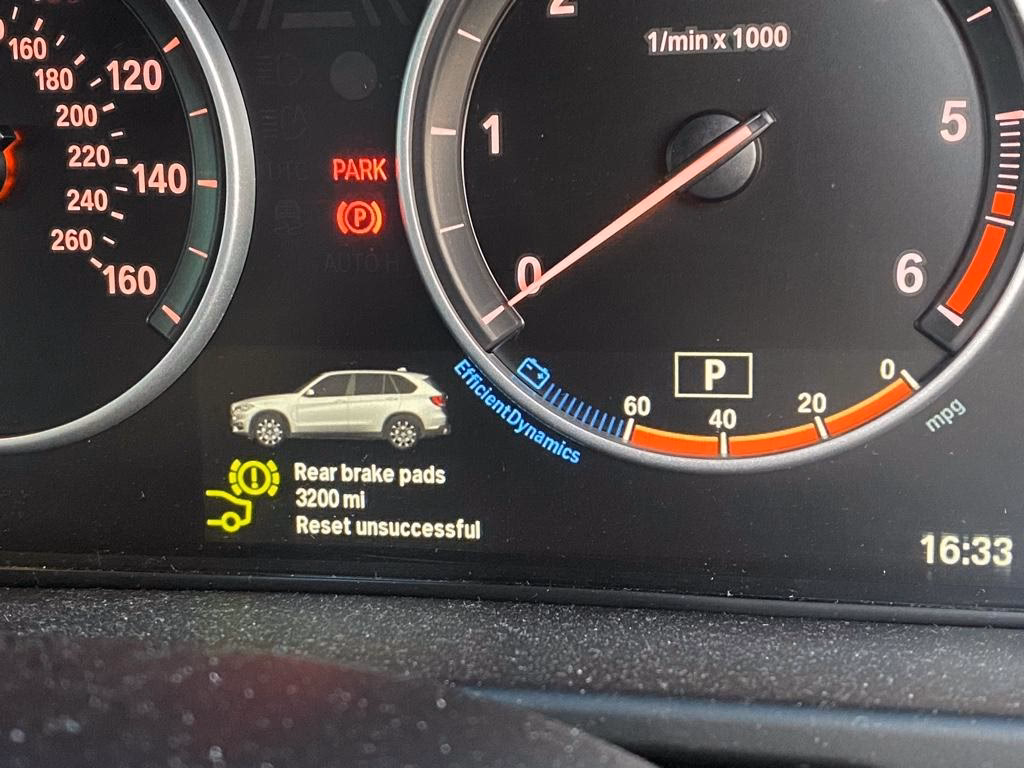 160
180
200
220
240
260
120
140
160
PARK
P
2
1/min x 1000
1
5
0
6
P
EfficientDynamics
60
40
20
0
mpg
Rear brake pads
3200 mi
Reset unsuccessful
16:33